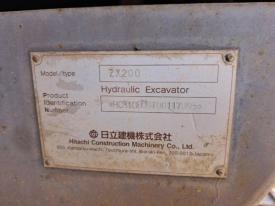 Model/type ZX200
Hydraulic Excavator
Product
Identification
Number
日立建機株式会社
Hitachi Construction Machinery Co., Ltd.